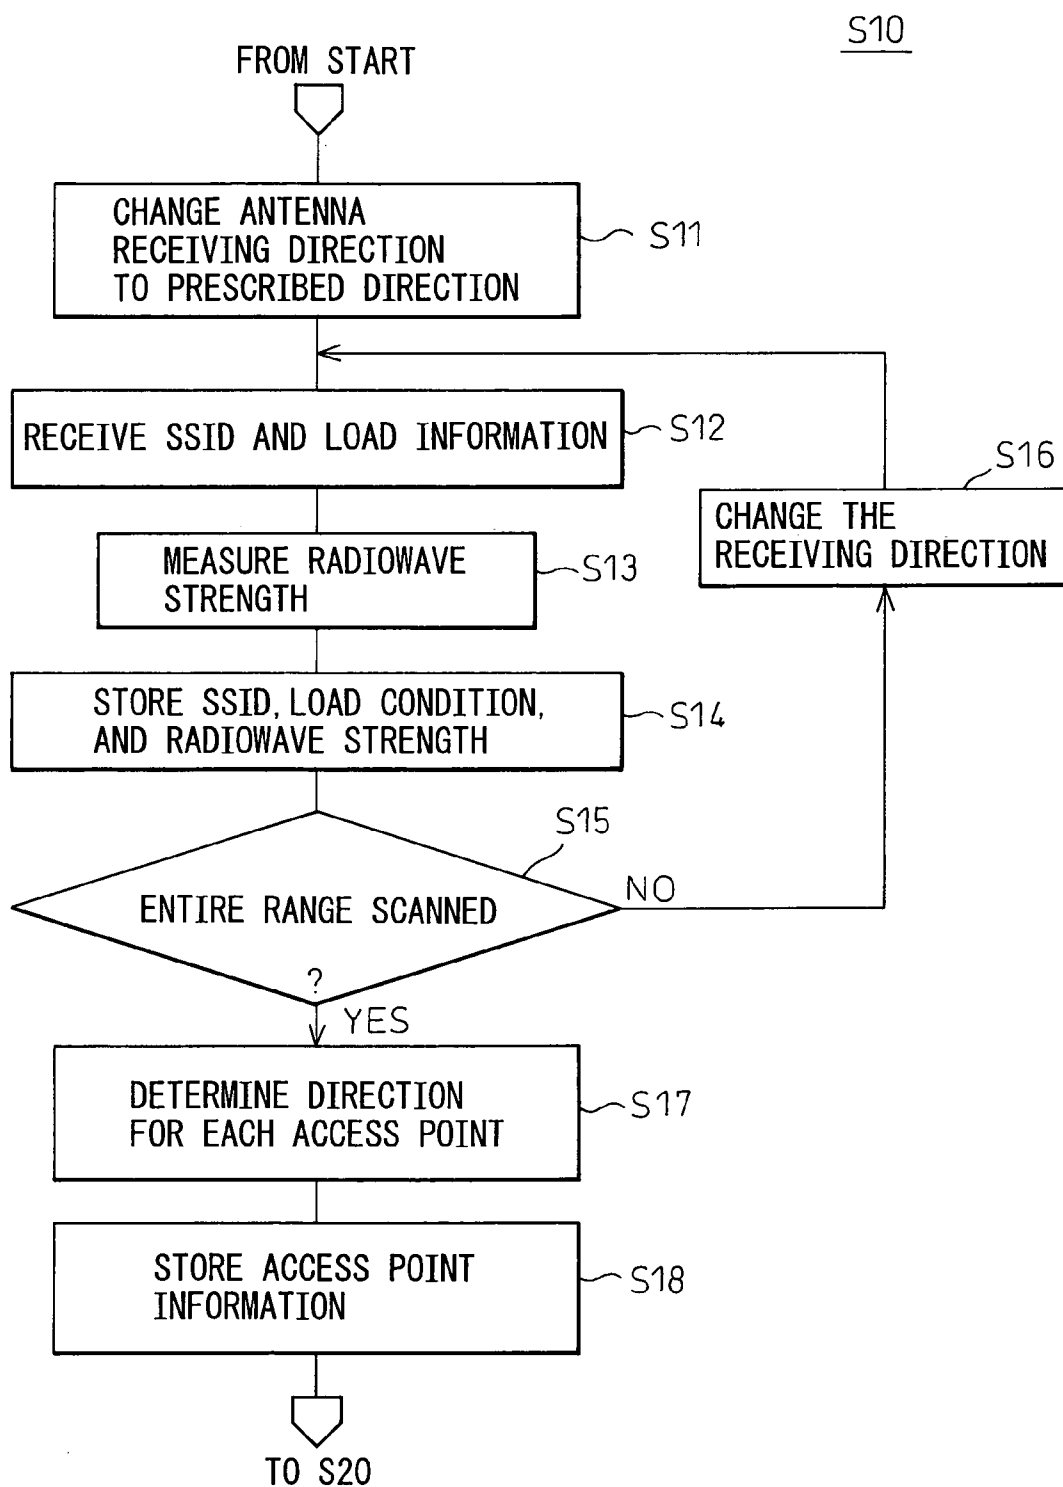 S10
FROM START
CHANGE ANTENNA
RECEIVING DIRECTION
TO PRESCRIBED DIRECTION
S11
RECEIVE SSID AND LOAD INFORMATION
S12
S16
CHANGE THE
RECEIVING DIRECTION
MEASURE RADIOWAVE
STRENGTH
S13
STORE SSID, LOAD CONDITION,
AND RADIOWAVE STRENGTH
S14
S15
ENTIRE RANGE SCANNED
?
NO
YES
DETERMINE DIRECTION
FOR EACH ACCESS POINT
S17
STORE ACCESS POINT
INFORMATION
S18
TO S20